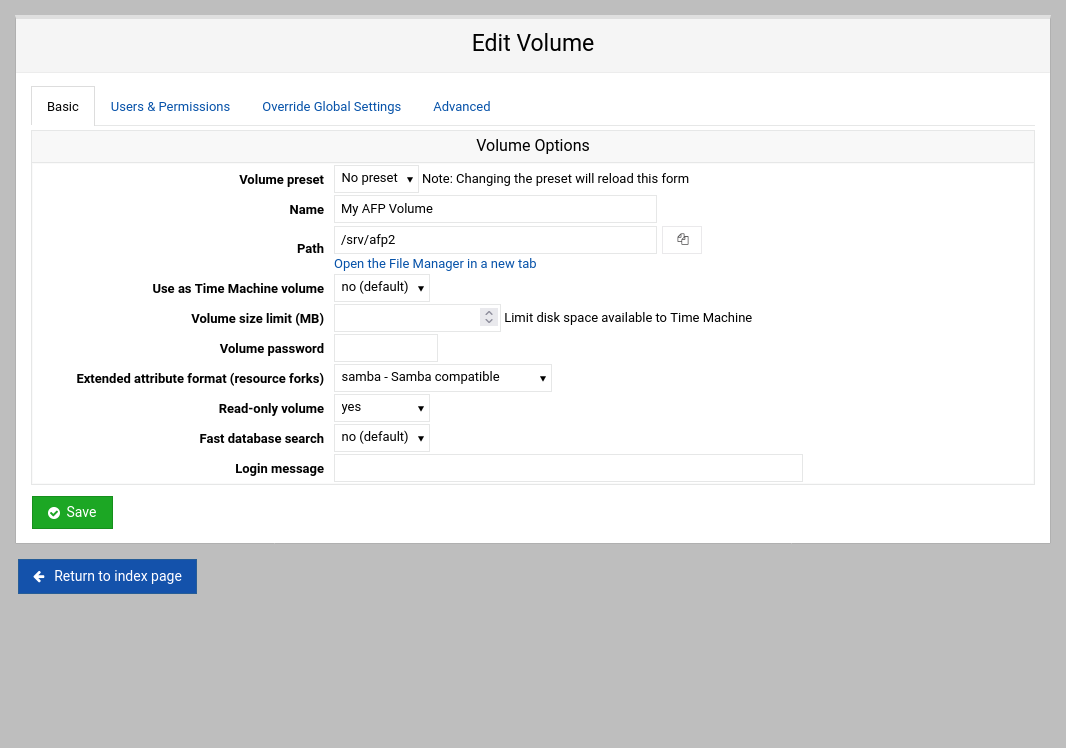 Edit Volume
Basic Users & Permissions Override Global Settings Advanced
Volume Options
Volume preset No preset Note: Changing the preset will reload this form
Name My AFP Volume
Path /srv/afp2
Open the File Manager in a new tab
Use as Time Machine volume no (default)
Volume size limit (MB) Limit disk space available to Time Machine
Volume password
Extended attribute format (resource forks) samba - Samba compatible
Read-only volume yes
Fast database search no (default)
Login message
Save
Return to index page